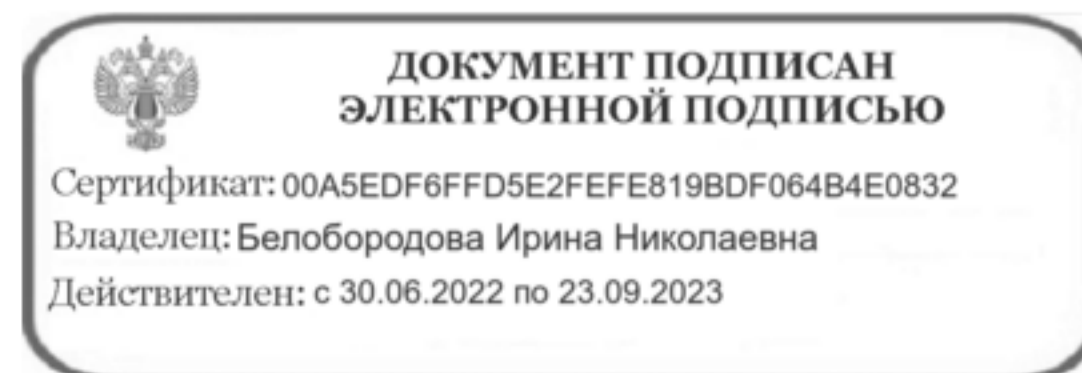 ДОКУМЕНТ ПОДПИСАН
ЭЛЕКТРОННОЙ ПОДПИСЬЮ
Сертификат: 00A5EDF6FFD5E2FEFE819BDF064B4E0832
Владелец: Белобородова Ирина Николаевна
Действителен: с 30.06.2022 по 23.09.2023